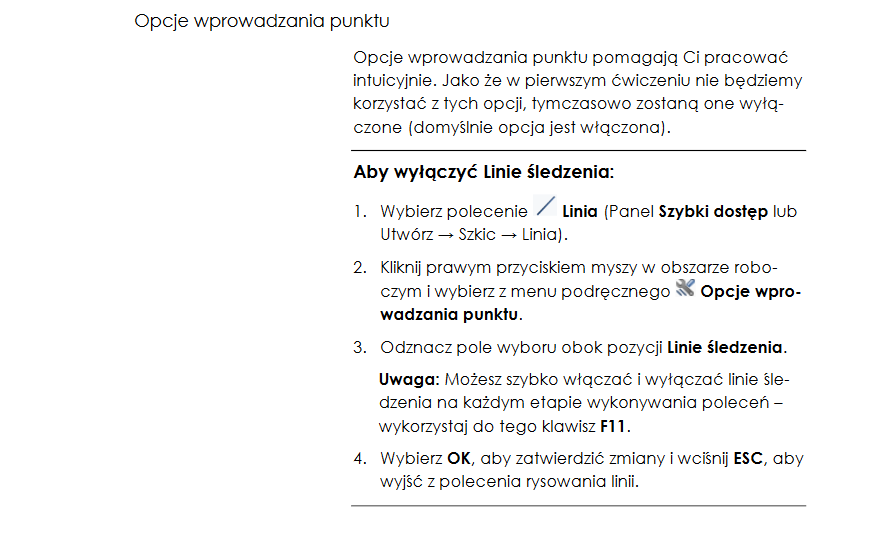 Opcje wprowadzania punktu
Opcje wprowadzania punktu pomagają Ci pracować
intuicyjnie. Jako że w pierwszym ćwiczeniu nie będziemy
korzystać z tych opcji, tymczasowo zostaną one wyłą-
czone (domyślnie opcja jest włączona).
Aby wyłączyć Linie śledzenia:
1. Wybierz polecenie Linia (Panel Szybki dostęp lub
Utwórz → Szkic → Linia).
2. Kliknij prawym przyciskiem myszy w obszarze robo-
czym i wybierz z menu podręcznego Opcje wpro-
wadzania punktu.
3. Odznacz pole wyboru obok pozycji Linie śledzenia.
Uwaga: Możesz szybko włączać i wyłączać linie śle-
dzenia na każdym etapie wykonywania poleceń –
wykorzystaj do tego klawisz F11.
4. Wybierz OK, aby zatwierdzić zmiany i wciśnij ESC, aby
wyjść z polecenia rysowania linii.